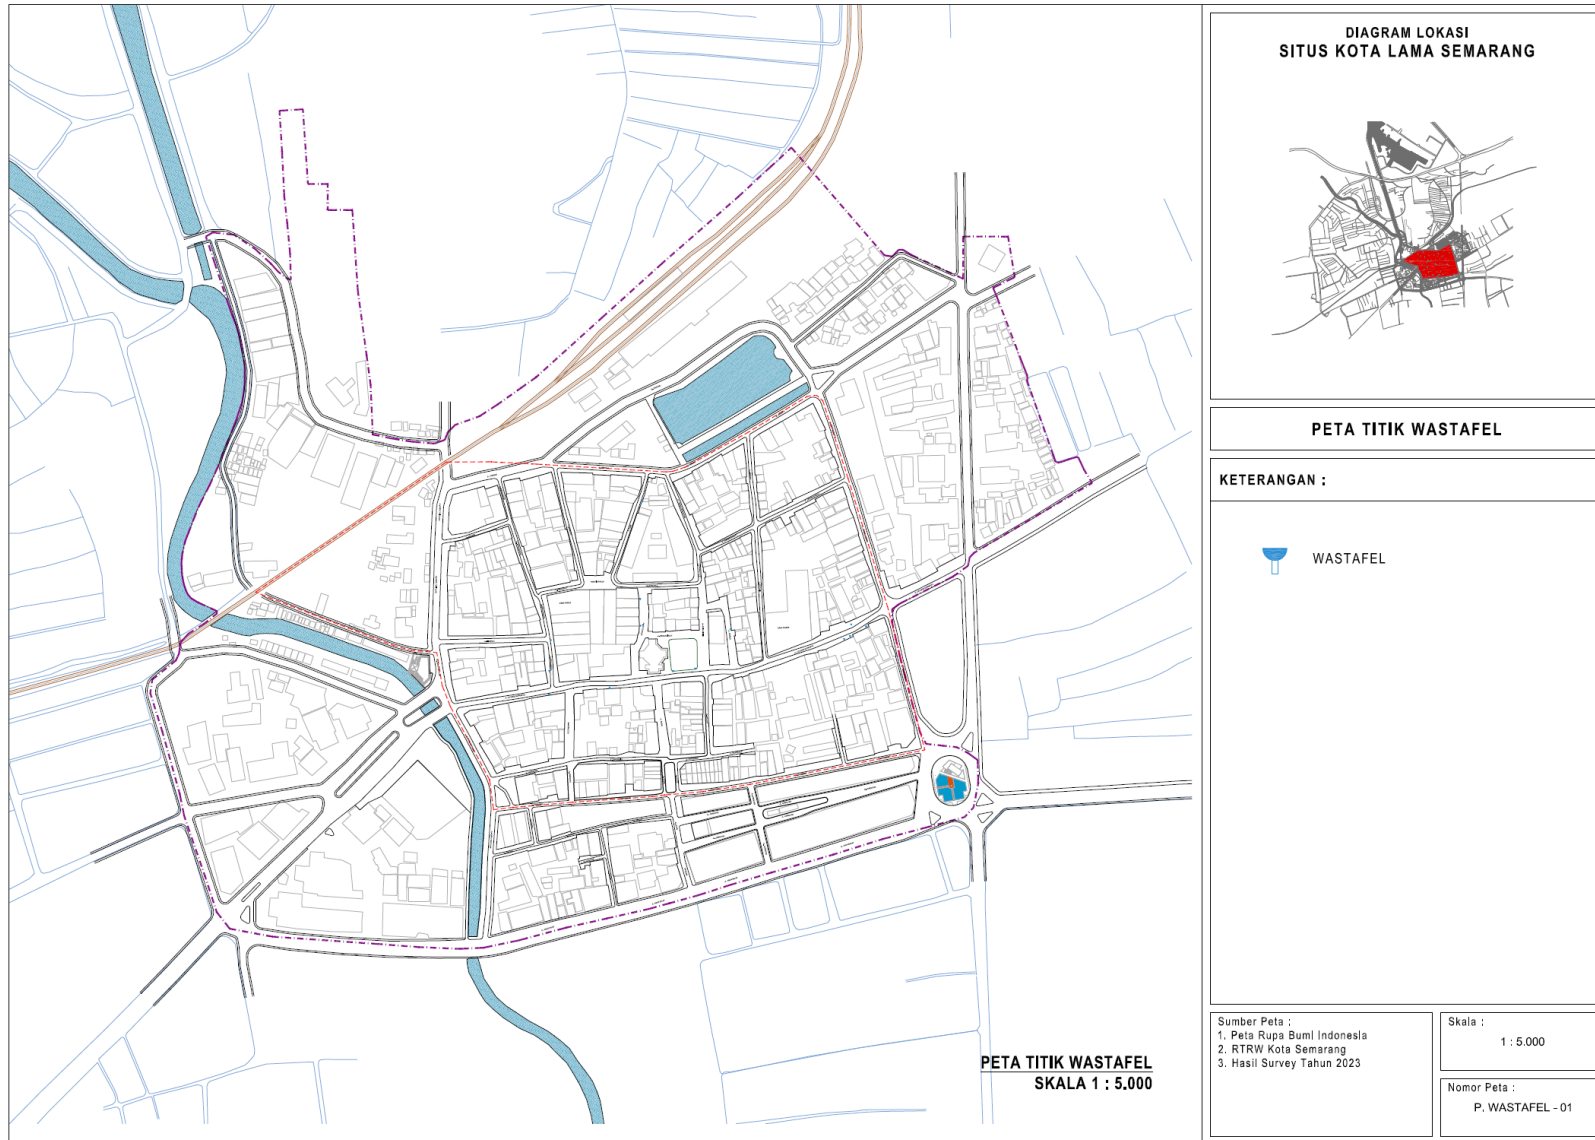 DIAGRAM LOKASI
SITUS KOTA LAMA SEMARANG
PETA TITIK WASTAFEL
KETERANGAN :
WASTAFEL
PETA TITIK WASTAFEL
SKALA 1 : 5.000
Sumber Peta :
1. Peta Rupa Bumi Indonesia
2. RTRW Kota Semarang
3. Hasil Survey Tahun 2023
Skala :
1 : 5.000
Nomor Peta :
P. WASTAFEL - 01